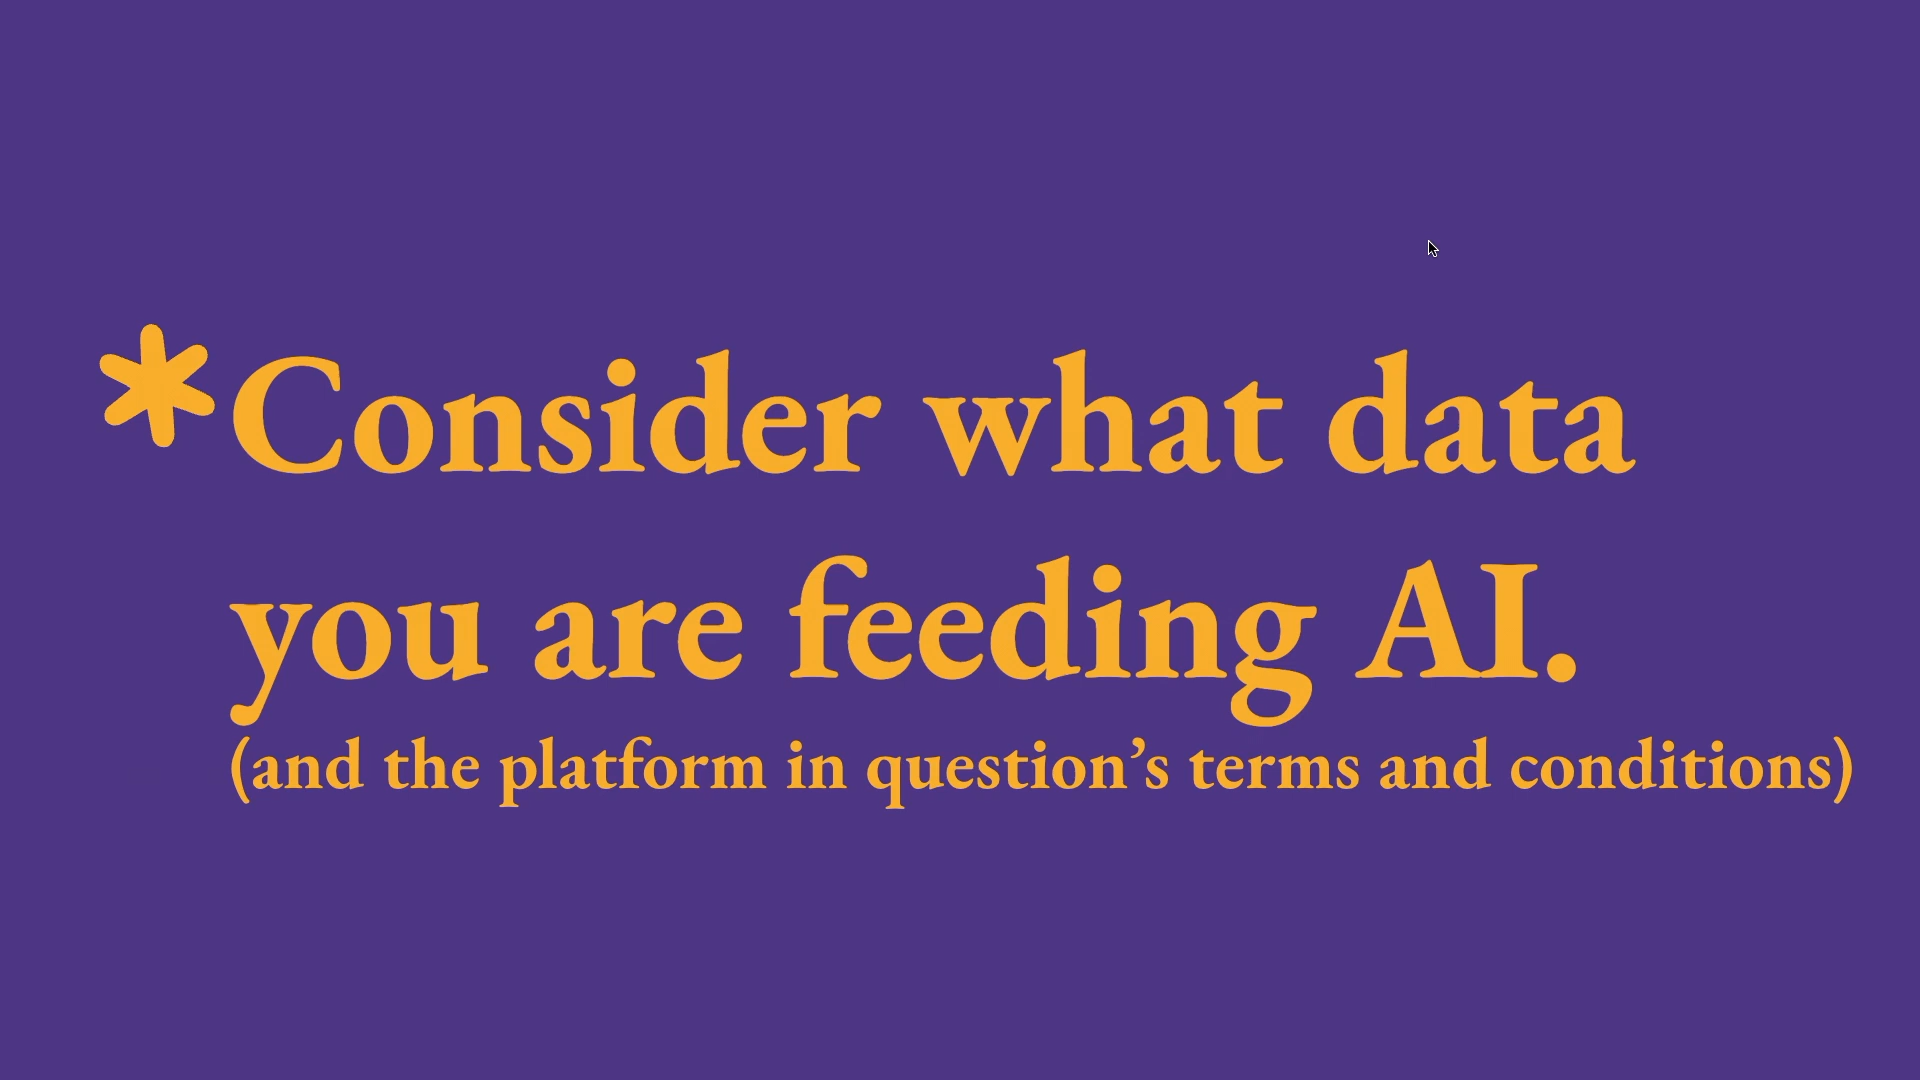 *Consider what data
you are feeding AI.
(and the platform in question’s terms and conditions)